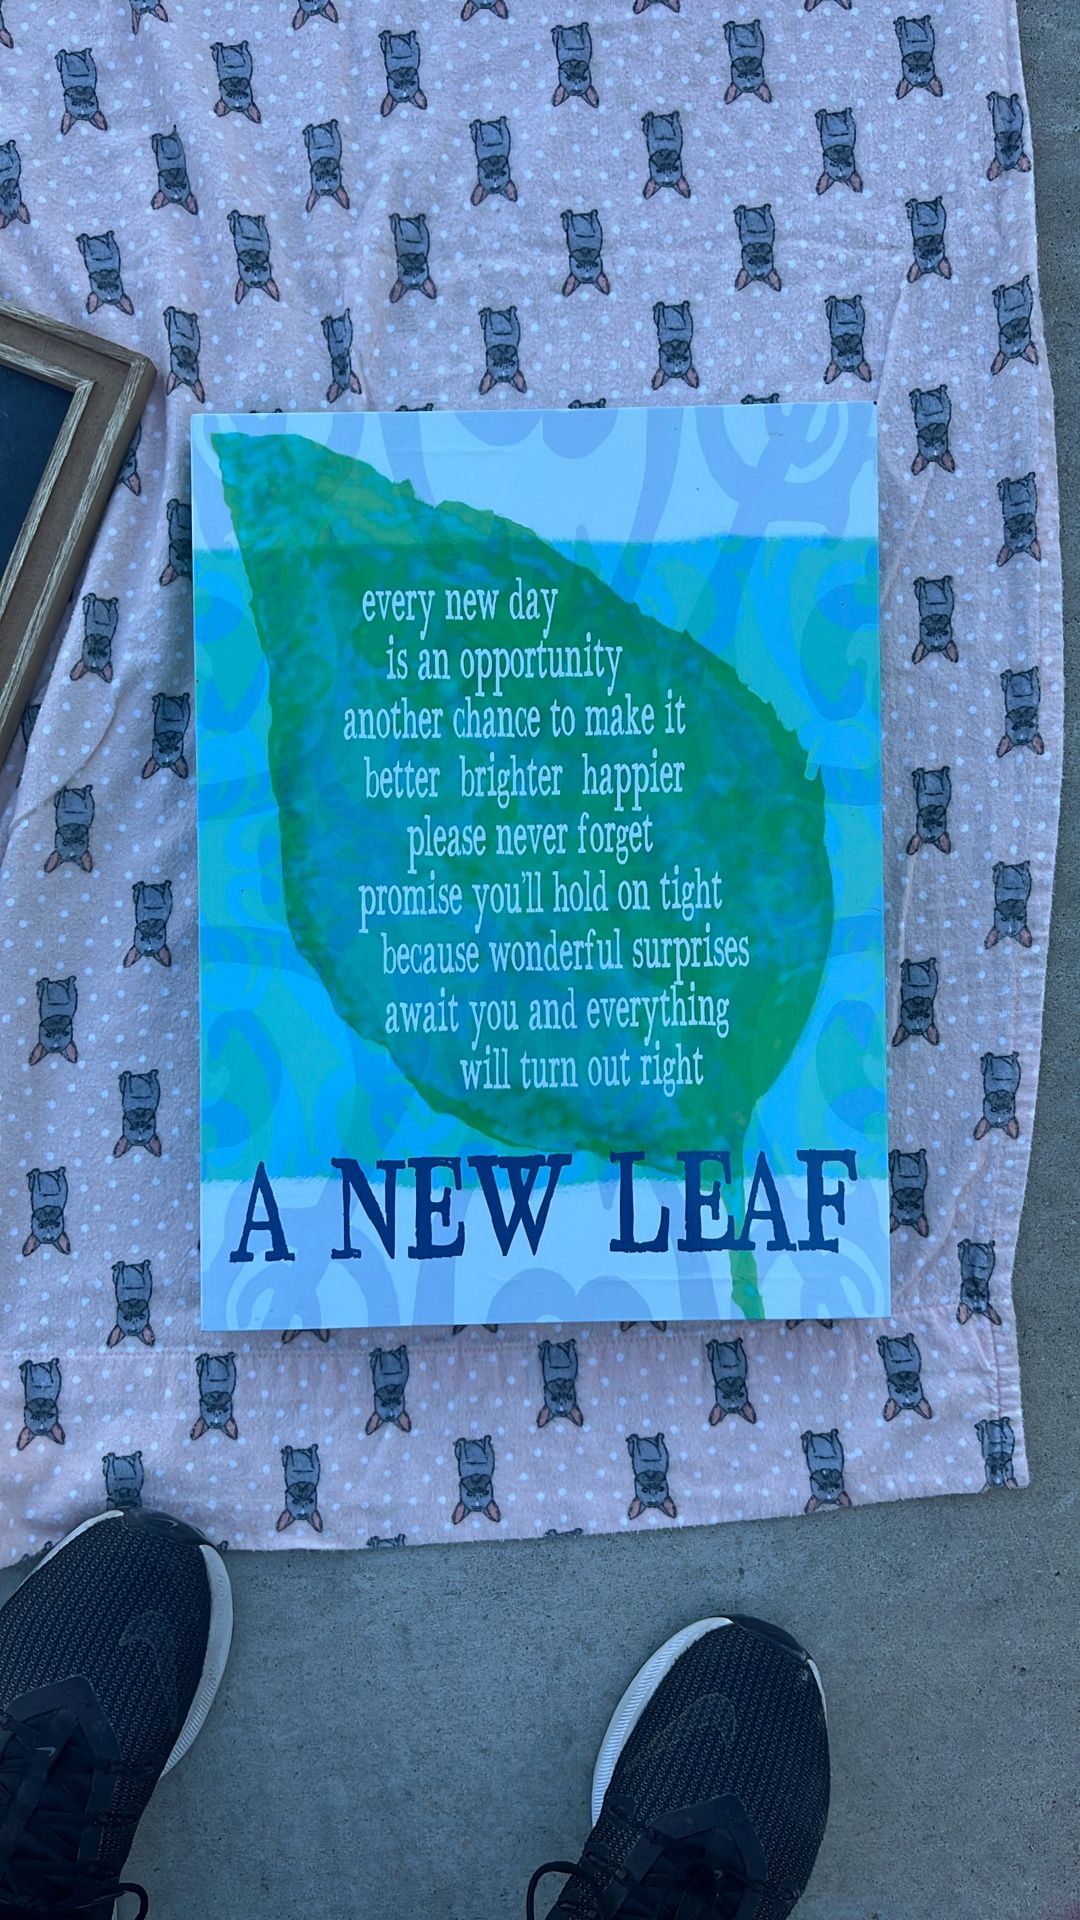 every new day
is an opportunity
another chance to make it
better brighter happier
please never forget
promise you'll hold on tight
because wonderful surprises
await you and everything
will turn out right
A NEW LEAF